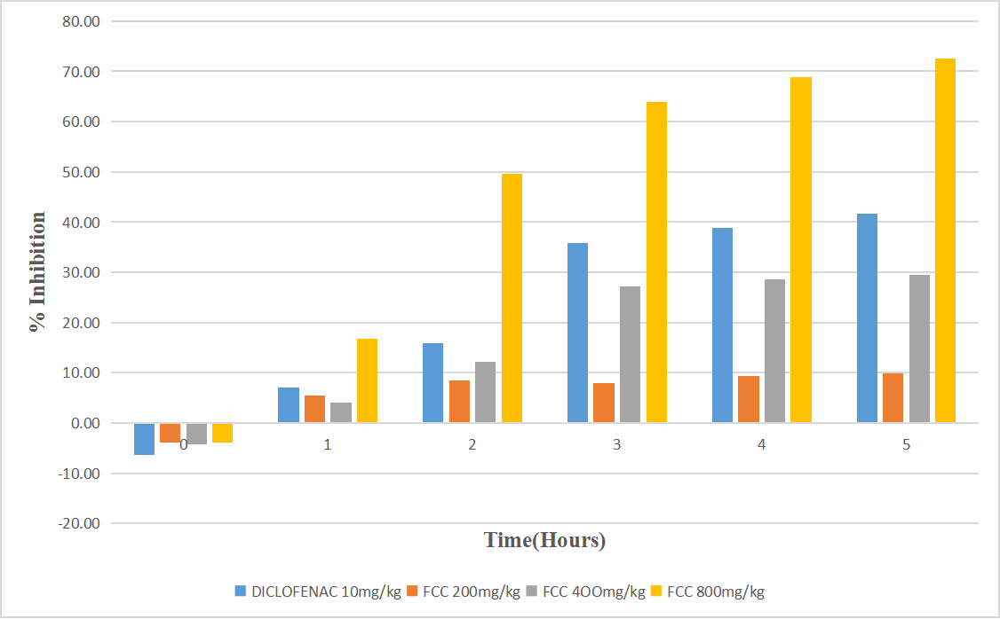 80.00
70.00
60.00
50.00
40.00
30.00
20.00
10.00
0.00
-10.00
-20.00
% Inhibition
0 1 2 3 4 5
Time(Hours)
DICLOFENAC 10mg/kg FCC 200mg/kg FCC 4OOmg/kg FCC 800mg/kg